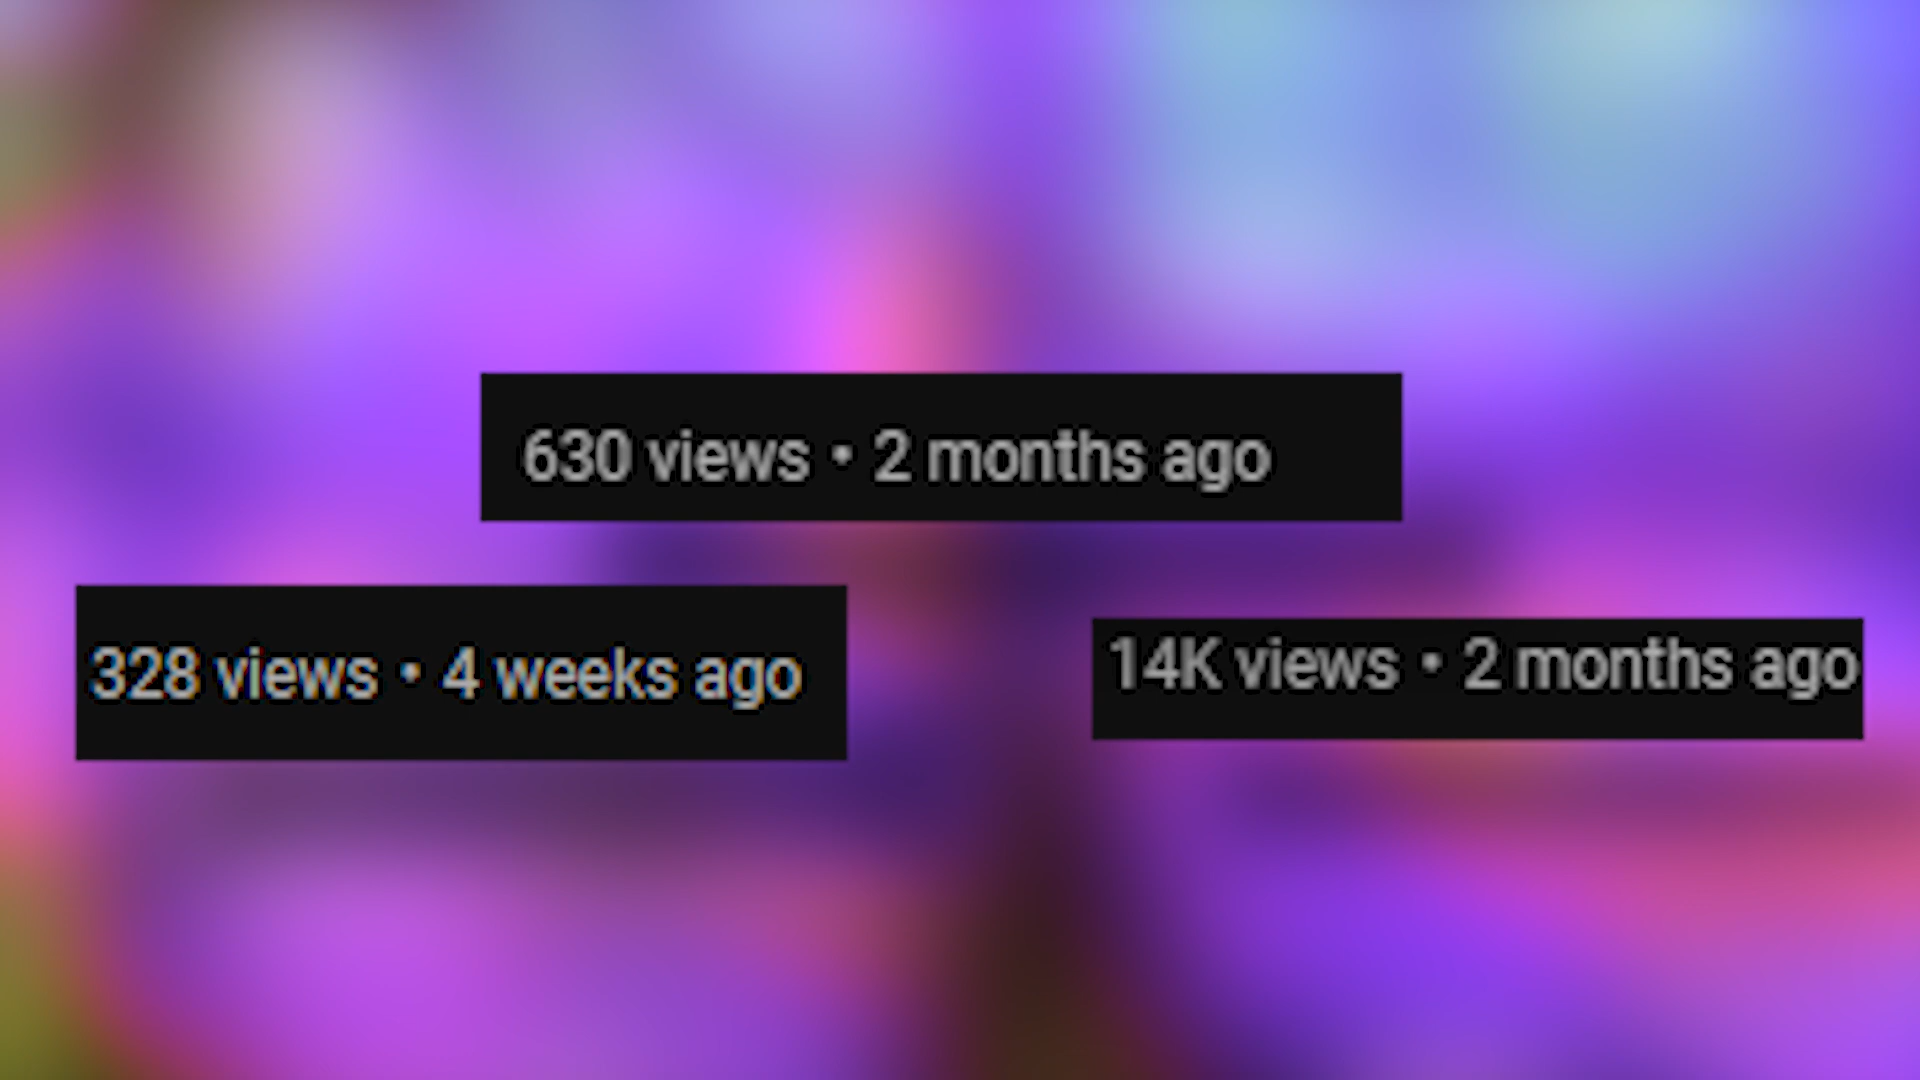 630 views • 2 months ago
328 views • 4 weeks ago
14K views • 2 months ago